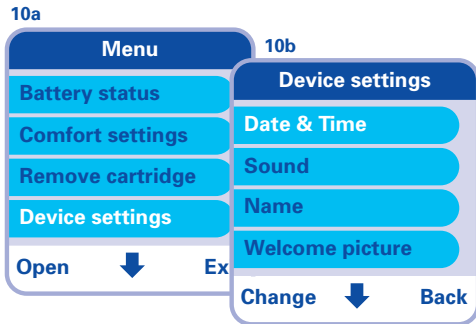 10a
Menu
Battery status
Comfort settings
Remove cartridge
Device settings
Open Ex
10b
Device settings
Date & Time
Sound
Name
Welcome picture
Change Back